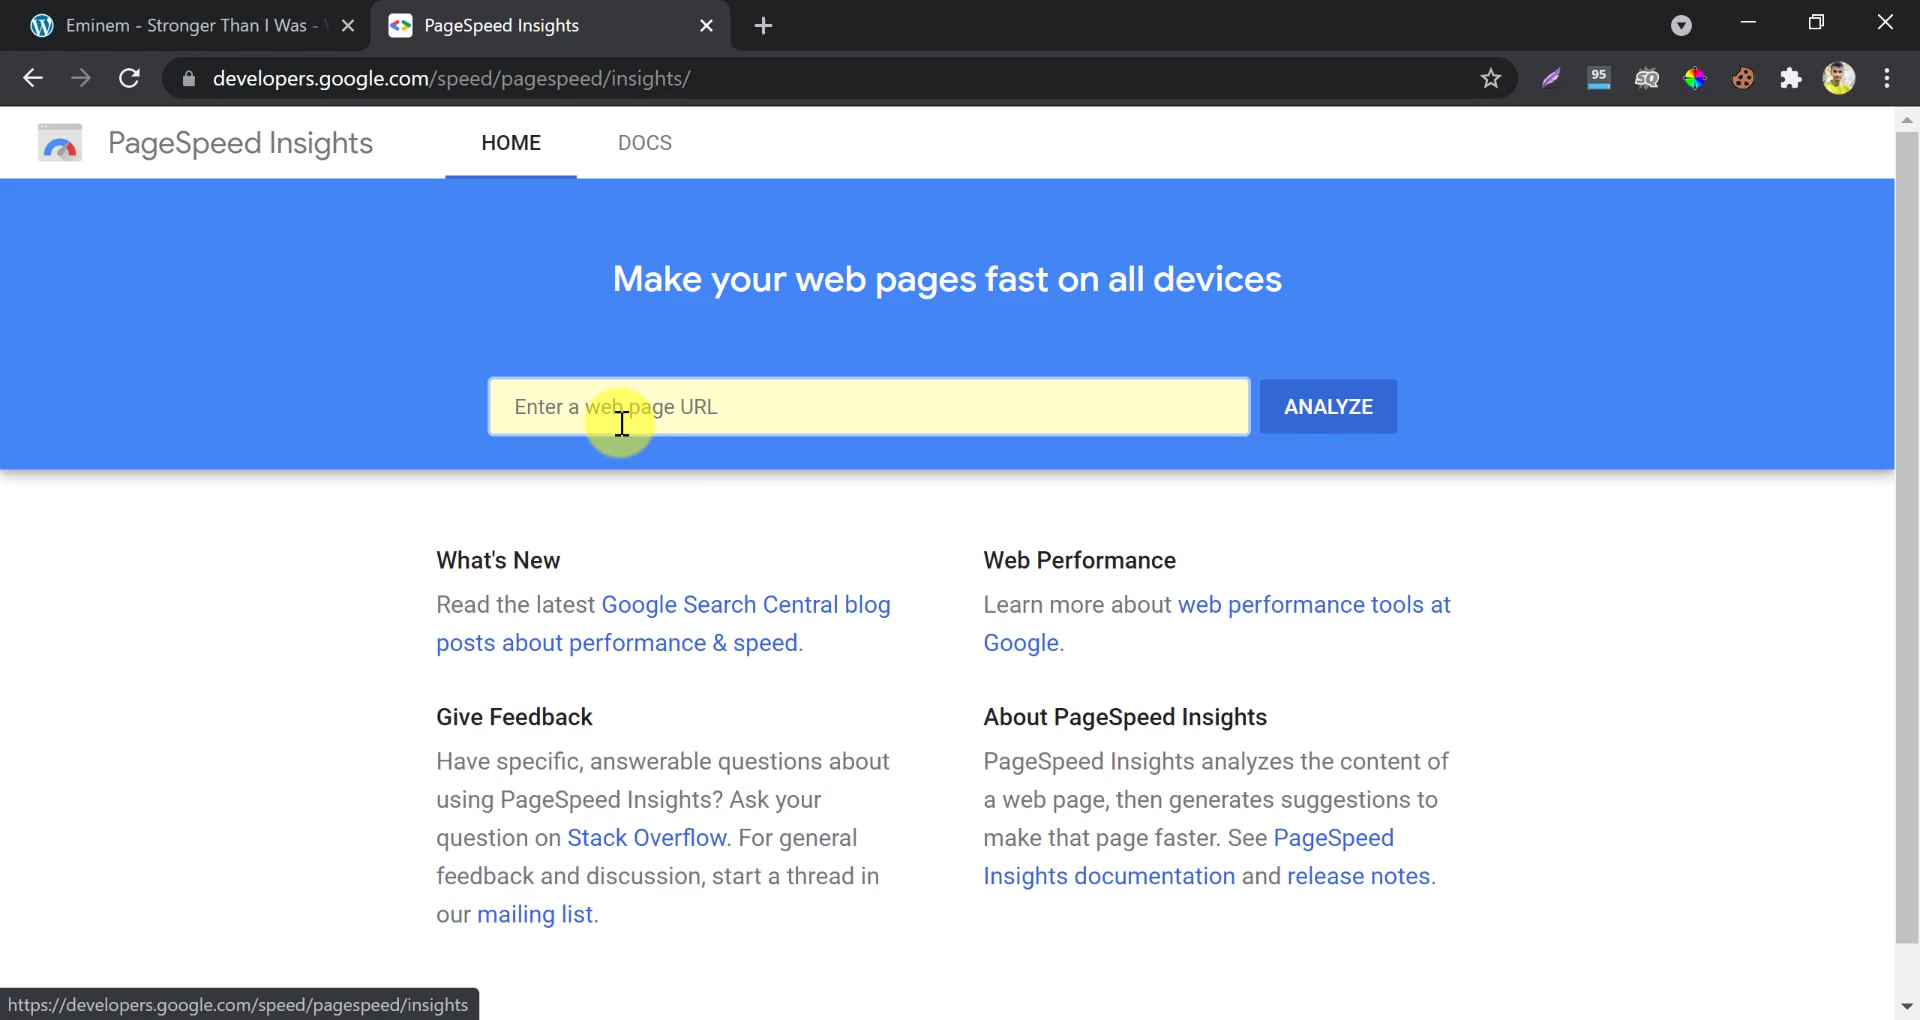 Eminem - Stronger Than I Was -
PageSpeed Insights
developers.google.com/speed/pagespeed/insights/
95
SQ
PageSpeed Insights
HOME
DOCS
Make your web pages fast on all devices
Enter a web page URL
ANALYZE
What's New
Read the latest Google Search Central blog
posts about performance & speed.
Web Performance
Learn more about web performance tools at
Google.
Give Feedback
Have specific, answerable questions about
using PageSpeed Insights? Ask your
question on Stack Overflow. For general
feedback and discussion, start a thread in
our mailing list.
About PageSpeed Insights
PageSpeed Insights analyzes the content of
a web page, then generates suggestions to
make that page faster. See PageSpeed
Insights documentation and release notes.
https://developers.google.com/speed/pagespeed/insights